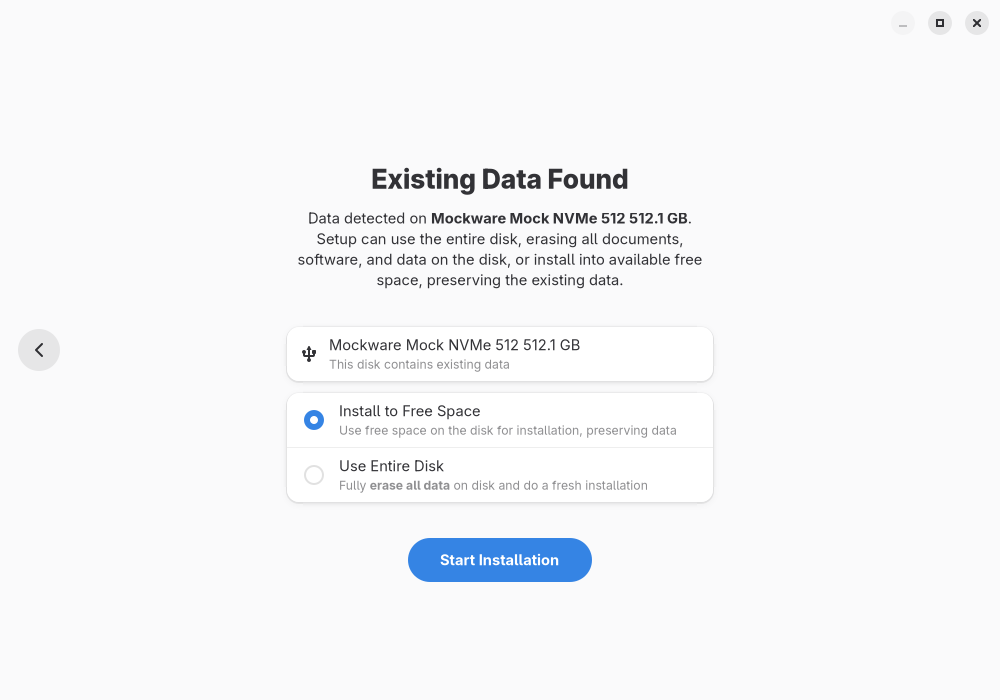 Existing Data Found
Data detected on Mockware Mock NVMe 512 512.1 GB.
Setup can use the entire disk, erasing all documents,
software, and data on the disk, or install into available free
space, preserving the existing data.
Mockware Mock NVMe 512 512.1 GB
This disk contains existing data
Install to Free Space
Use free space on the disk for installation, preserving data
Use Entire Disk
Fully erase all data on disk and do a fresh installation
Start Installation